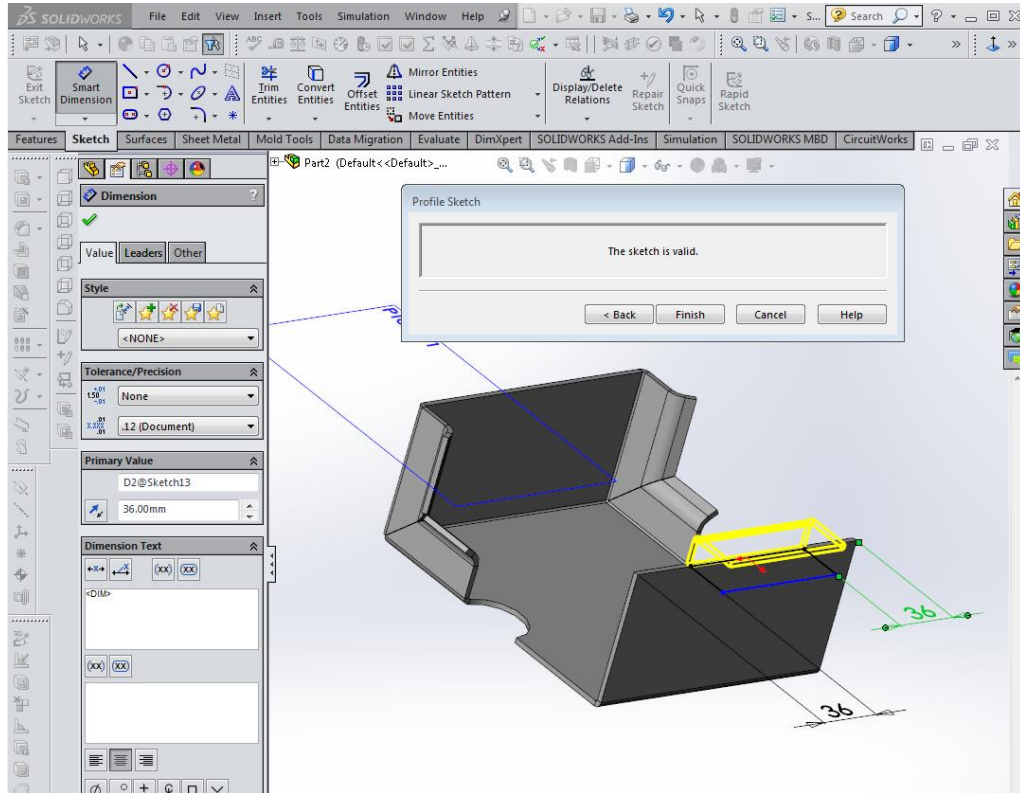 SOLIDWORKS File Edit View Insert Tools Simulation Window Help S... Search
Exit Sketch
Smart Dimension
Trim Entities
Convert Entities
Offset Entities
Mirror Entities
Linear Sketch Pattern
Move Entities
Display/Delete Relations
Repair Sketch
Quick Snaps
Rapid Sketch
Features Sketch Surfaces Sheet Metal Mold Tools Data Migration Evaluate DimXpert SOLIDWORKS Add-Ins Simulation SOLIDWORKS MBD CircuitWorks
Part2 (Default<<Default>_...
Dimension ?
Value Leaders Other
Style
<NONE>
Tolerance/Precision
None
.12 (Document)
Primary Value
D2@Sketch13
36.00mm
Dimension Text
(xx) (xx)
<DIM>
(xx) (xx)
Profile Sketch
The sketch is valid.
< Back Finish Cancel Help
36
36